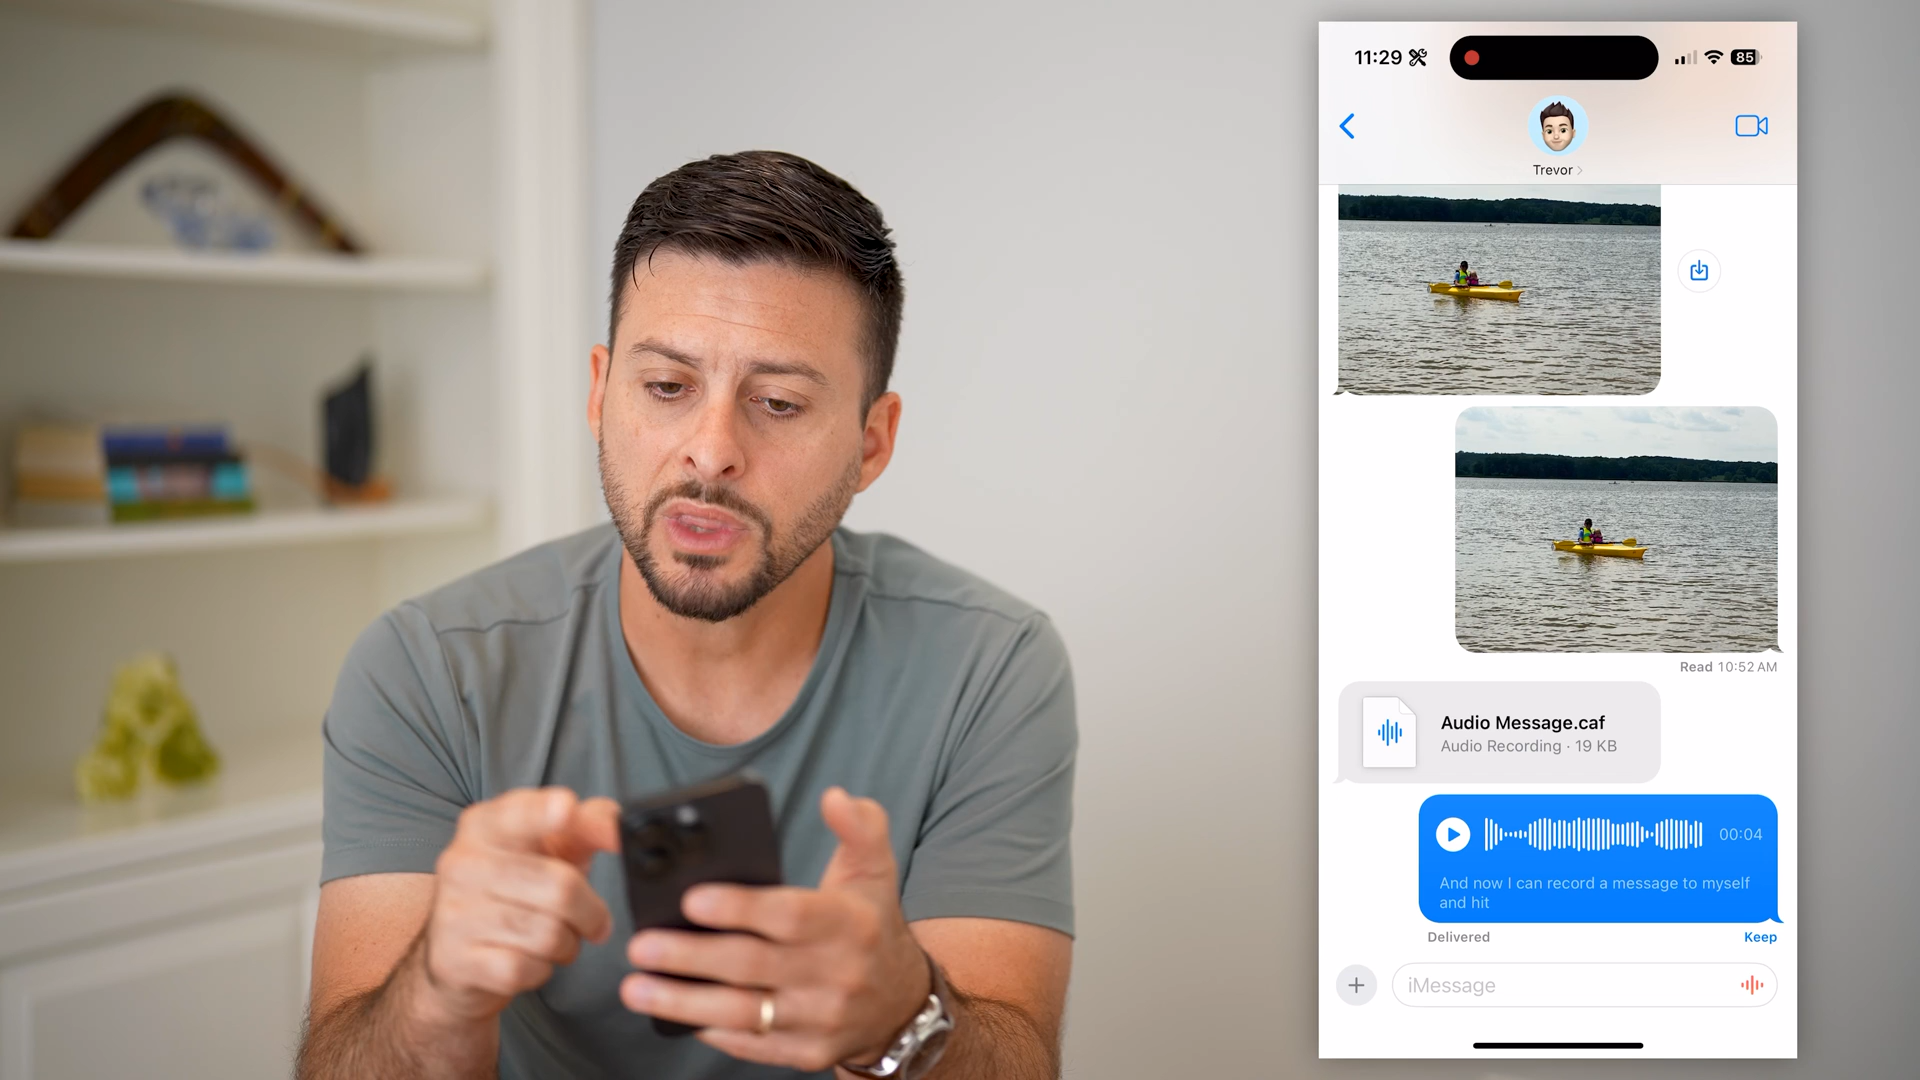 11:29
85
Trevor
Read 10:52 AM
Audio Message.caf
Audio Recording · 19 KB
00:04
And now I can record a message to myself
and hit
Delivered
Keep
iMessage